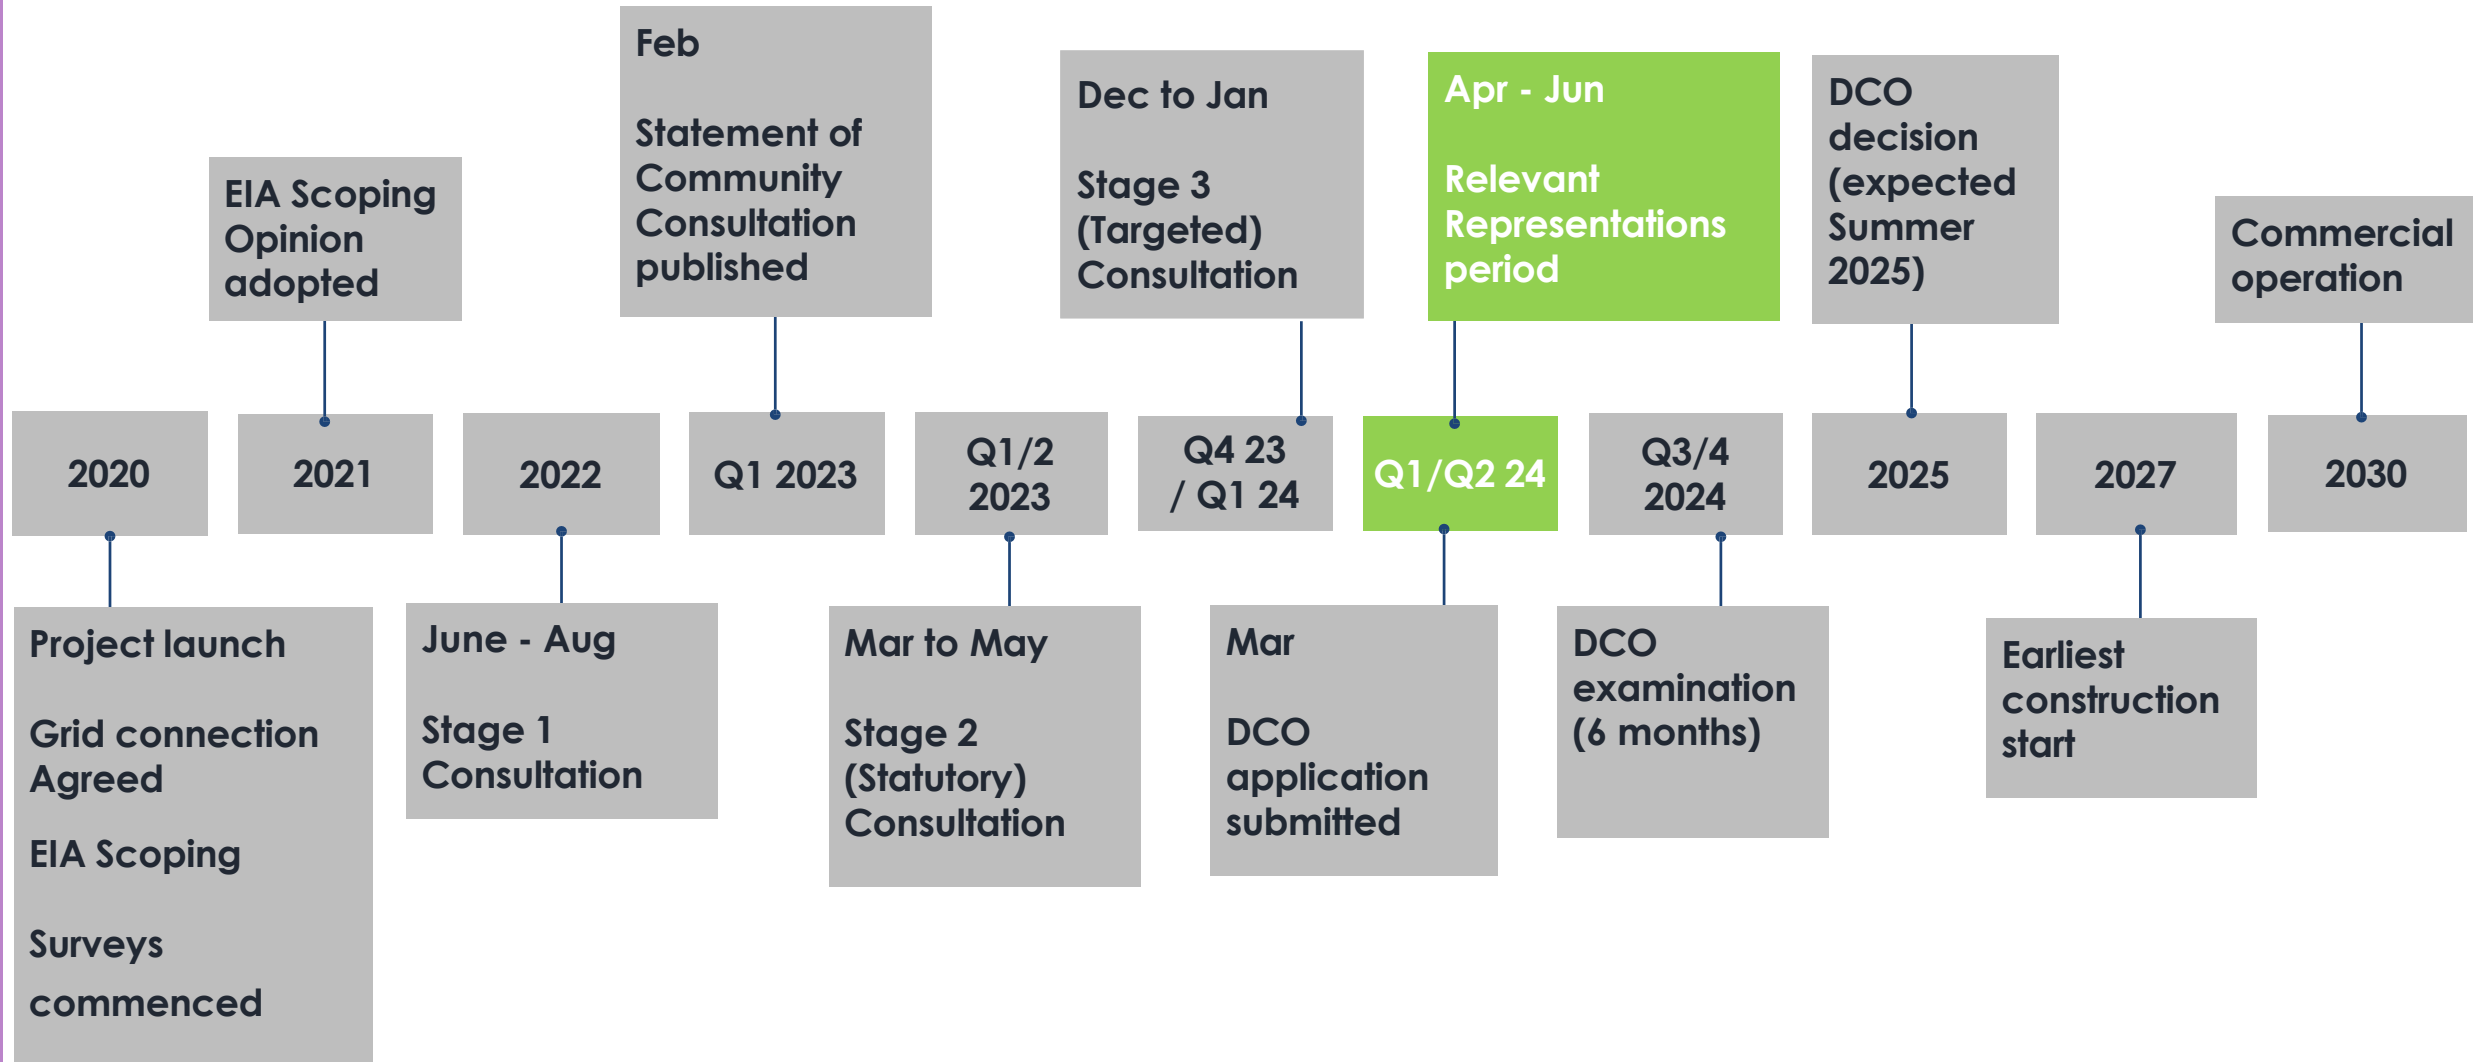 Feb
Statement of
Community
Consultation
published
Dec to Jan
Stage 3
(Targeted)
Consultation
Apr - Jun
Relevant
Representations
period
DCO
decision
(expected
Summer
2025)
EIA Scoping
Opinion
adopted
Commercial
operation
2020
2021
2022
Q1 2023
Q1/2
2023
Q4 23
/ Q1 24
Q1/Q2 24
Q3/4
2024
2025
2027
2030
Project launch
Grid connection
Agreed
EIA Scoping
Surveys
commenced
June - Aug
Stage 1
Consultation
Mar to May
Stage 2
(Statutory)
Consultation
Mar
DCO
application
submitted
DCO
examination
(6 months)
Earliest
construction
start